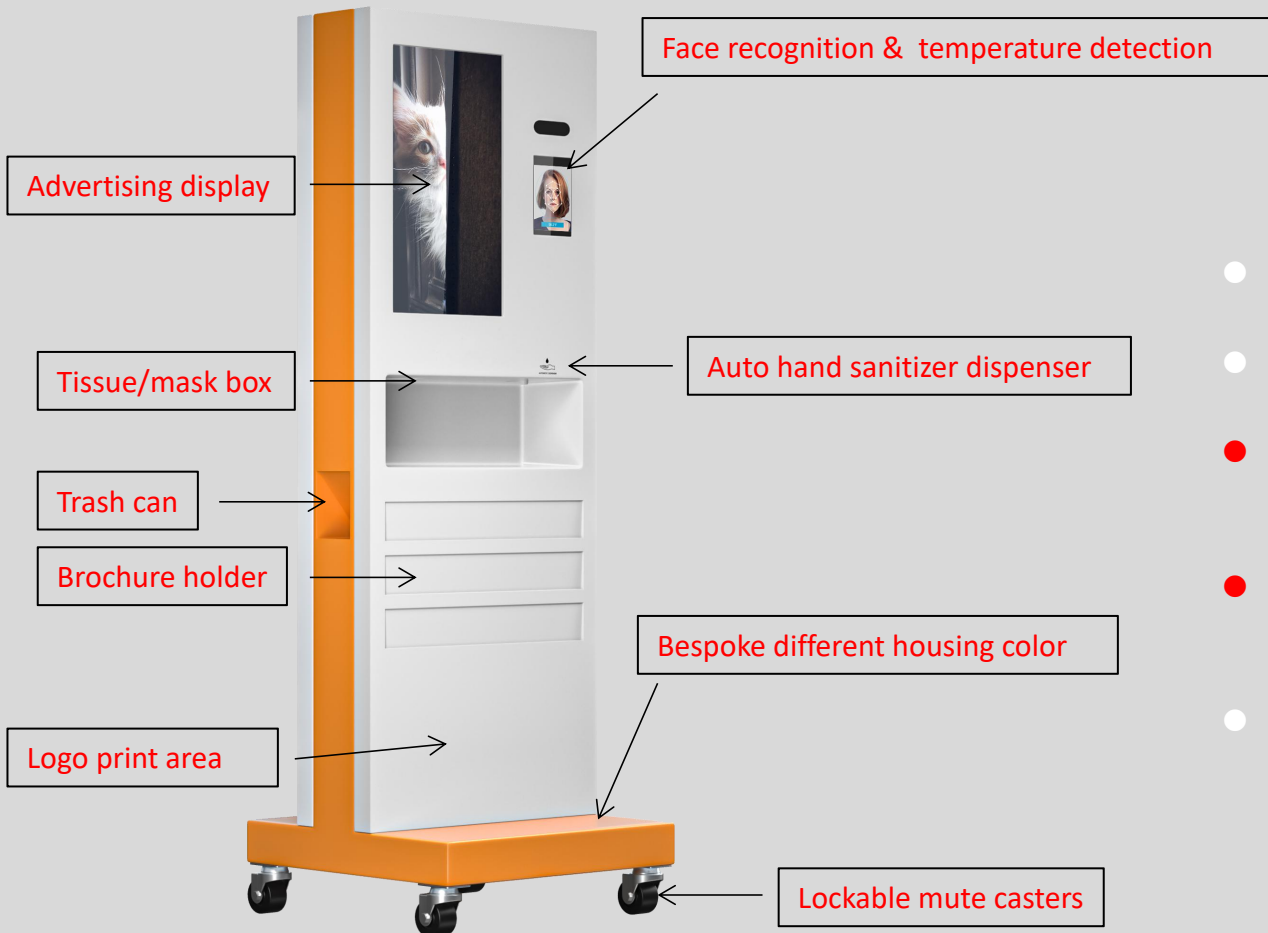 Face recognition & temperature detection
Advertising display
Auto hand sanitizer dispenser
Tissue/mask box
Trash can
Brochure holder
Bespoke different housing color
Logo print area
Lockable mute casters